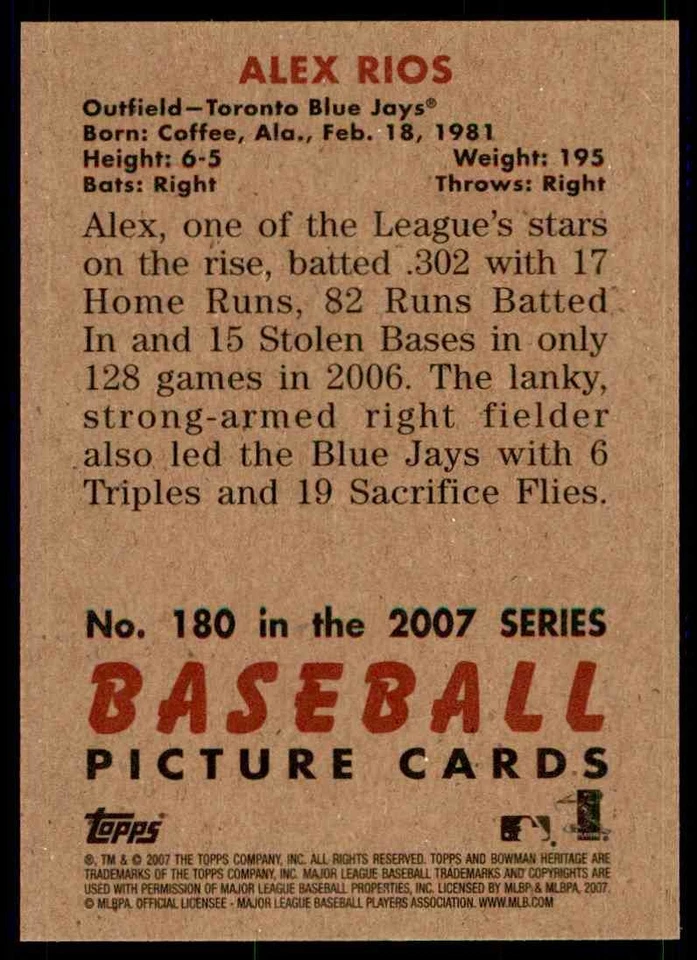 ALEX RIOS
Outfield—Toronto Blue Jays®
Born: Coffee, Ala., Feb. 18, 1981
Height: 6-5 Weight: 195
Bats: Right Throws: Right
Alex, one of the League's stars
on the rise, batted .302 with 17
Home Runs, 82 Runs Batted
In and 15 Stolen Bases in only
128 games in 2006. The lanky,
strong-armed right fielder
also led the Blue Jays with 6
Triples and 19 Sacrifice Flies.
No. 180 in the 2007 SERIES
BASEBALL
PICTURE CARDS
topps
®, TM & © 2007 THE TOPPS COMPANY, INC. ALL RIGHTS RESERVED. TOPPS AND BOWMAN HERITAGE ARE
TRADEMARKS OF THE TOPPS COMPANY, INC. MAJOR LEAGUE BASEBALL TRADEMARKS AND COPYRIGHTS ARE
USED WITH PERMISSION OF MAJOR LEAGUE BASEBALL PROPERTIES, INC. LICENSED BY MLBP & MLBPA, 2007.
© MLBPA. OFFICIAL LICENSEE - MAJOR LEAGUE BASEBALL PLAYERS ASSOCIATION. WWW.MLB.COM